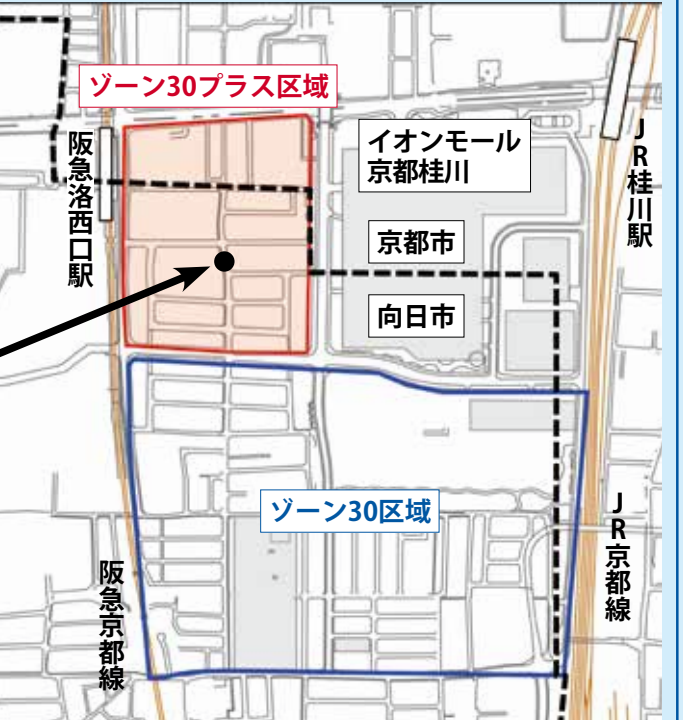 ゾーン30プラス区域
阪急洛西口駅
イオンモール
京都桂川
JR桂川駅
京都市
向日市
ゾーン30区域
JR京都線
阪急京都線